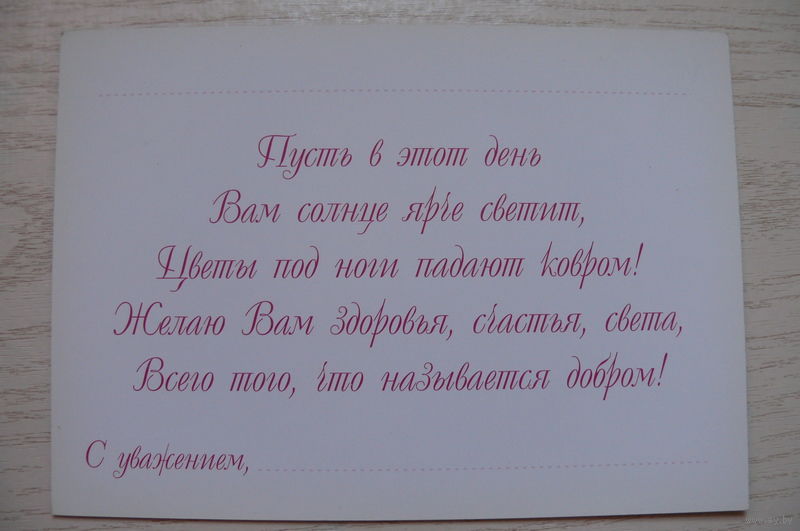 Пусть в этот день
Вам солнце ярче светит,
Цветы под ноги падают ковром!
Желаю Вам здоровья, счастья, света,
Всего того, что называется добром!
С уважением,